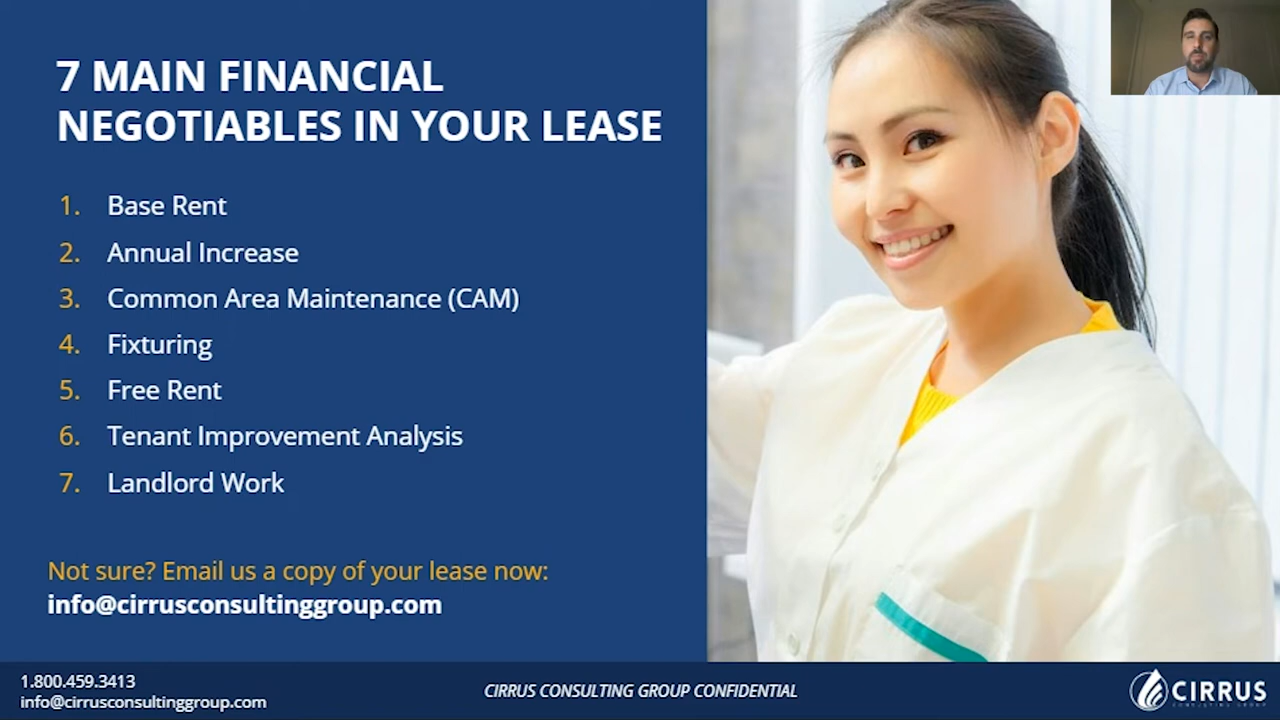 7 MAIN FINANCIAL
NEGOTIABLES IN YOUR LEASE
1. Base Rent
2. Annual Increase
3. Common Area Maintenance (CAM)
4. Fixturing
5. Free Rent
6. Tenant Improvement Analysis
7. Landlord Work
Not sure? Email us a copy of your lease now:
info@cirrusconsultinggroup.com
1.800.459.3413
info@cirrusconsultinggroup.com
CIRRUS CONSULTING GROUP CONFIDENTIAL
CIRRUS
CONSULTING GROUP